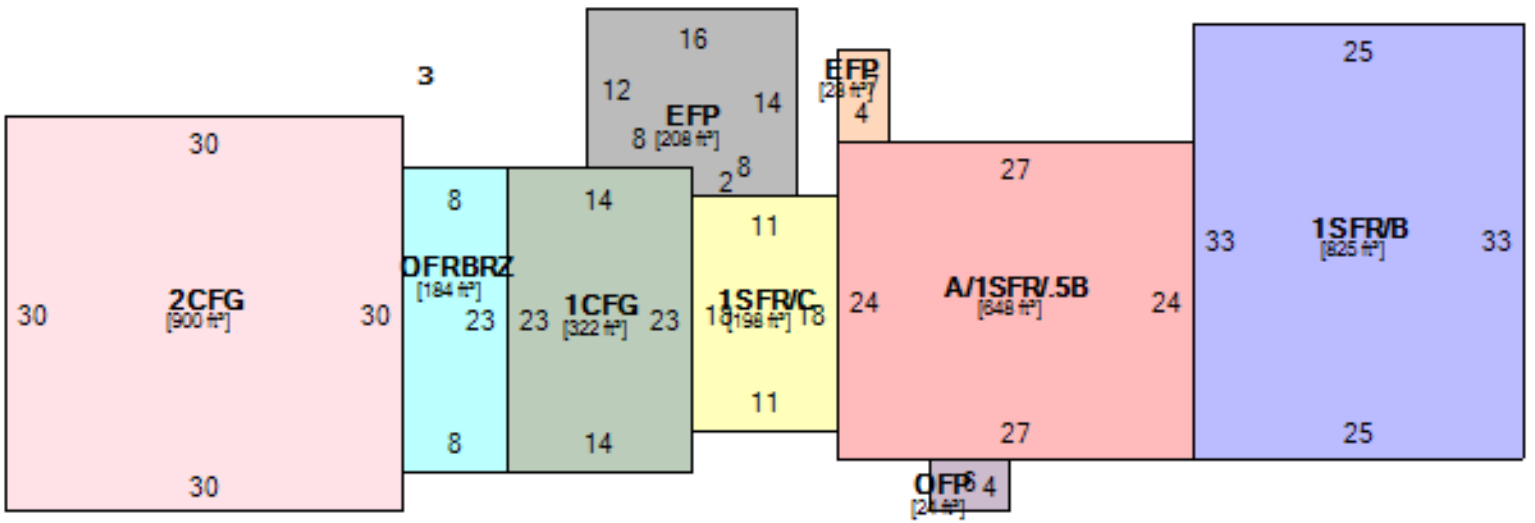 3
30
2CFG
[900 ft²]
30
30
30
8
OFRBRZ
[184 ft²]
23
8
14
1CFG
[322 ft²]
23
23
14
16
12
14
EFP
[208 ft²]
8
8
2
11
1SFR/C
[198 ft²]
18
18
11
EFP
[28 ft²]
7
4
27
A/1SFR/.5B
[648 ft²]
24
24
27
OFP
[24 ft²]
6
4
25
1SFR/B
[825 ft²]
33
33
25